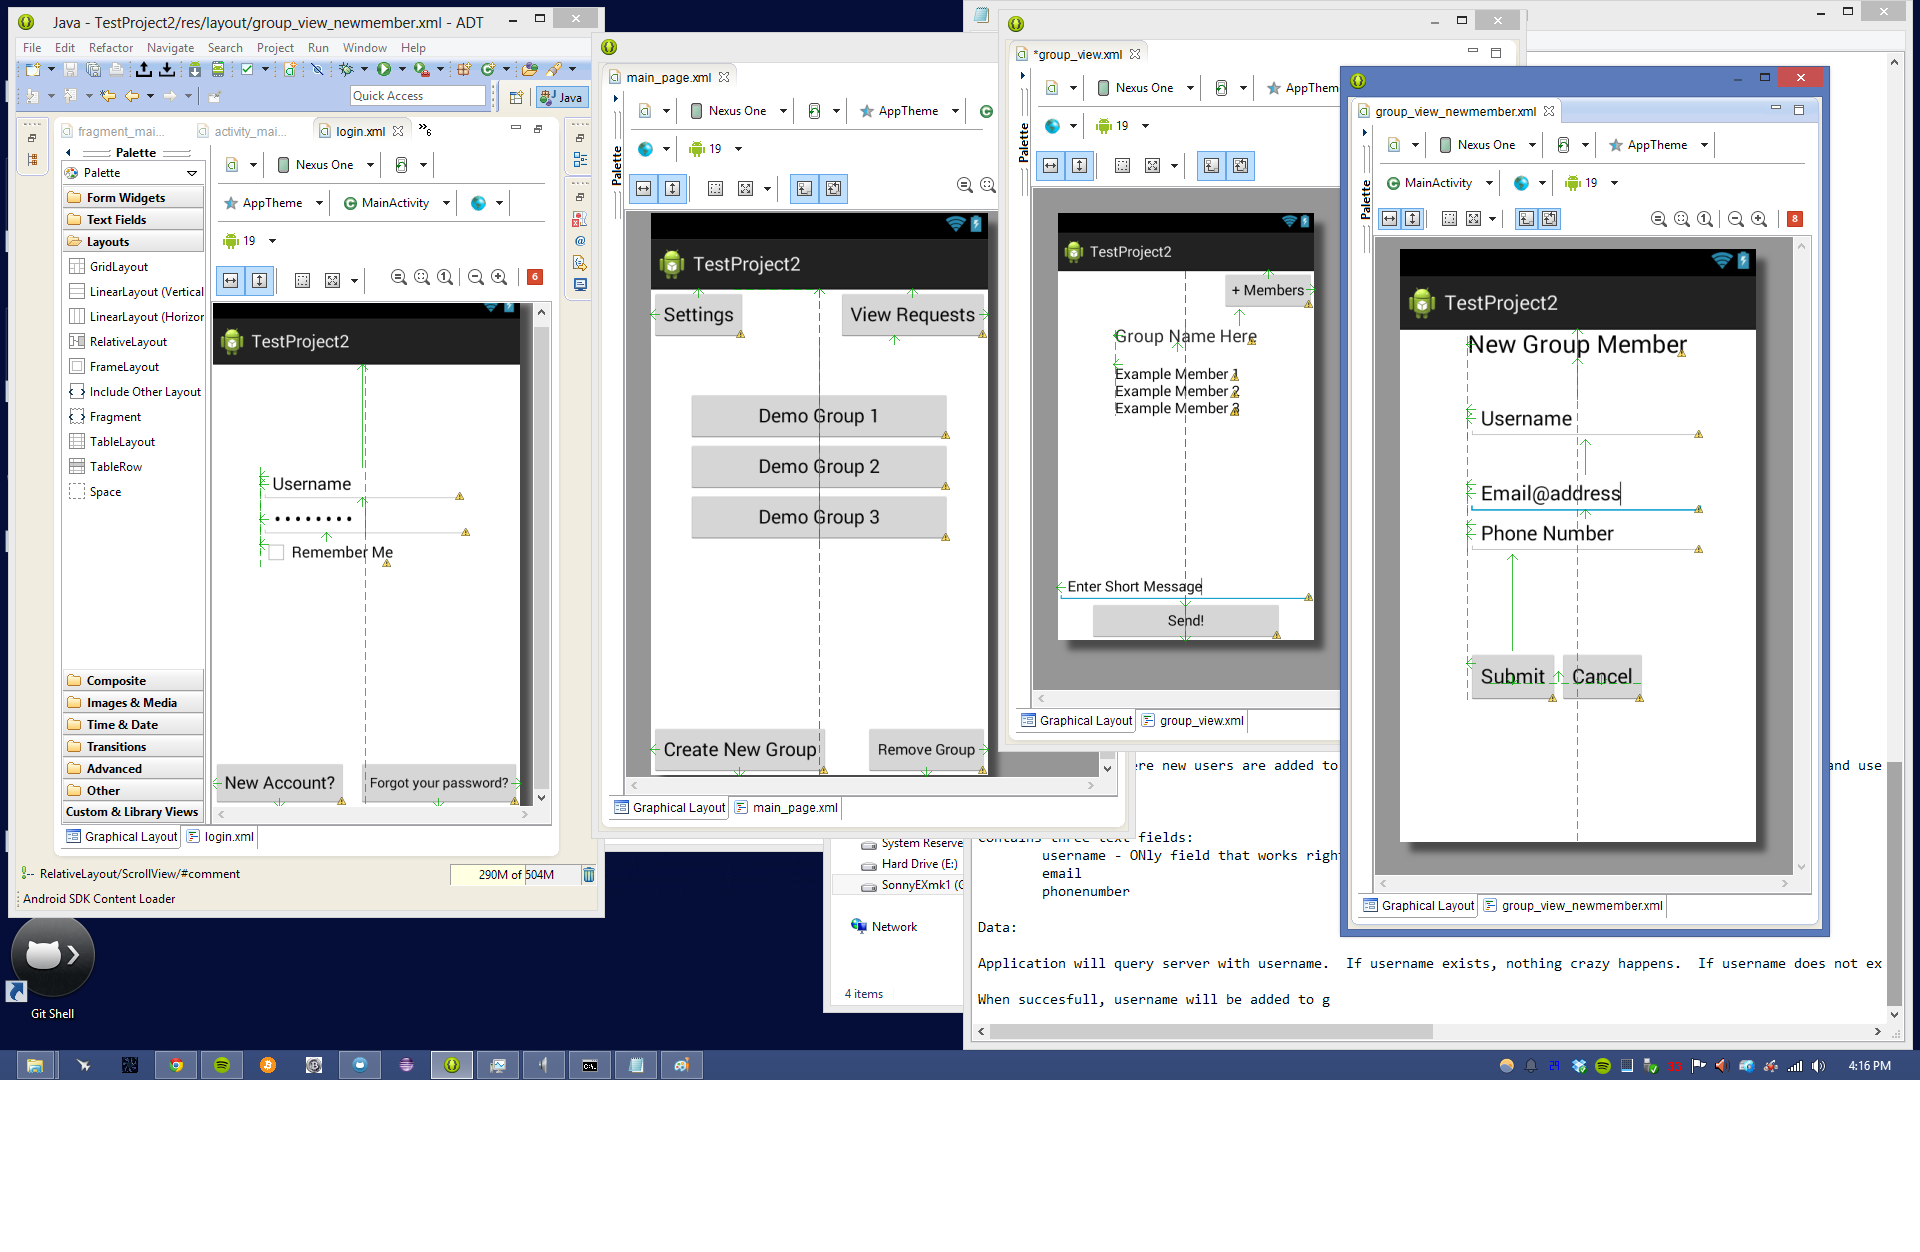 Java - TestProject2/res/layout/group_view_newmember.xml - ADT
File Edit Refactor Navigate Search Project Run Window Help
Quick Access
Java
fragment_mai...
activity_mai...
login.xml
»6
Palette
Palette
Form Widgets
Text Fields
Layouts
GridLayout
LinearLayout (Vertical
LinearLayout (Horizor
RelativeLayout
FrameLayout
Include Other Layout
Fragment
TableLayout
TableRow
Space
Composite
Images & Media
Time & Date
Transitions
Advanced
Other
Custom & Library Views
Nexus One
AppTheme
MainActivity
19
6
TestProject2
Username
Remember Me
New Account?
Forgot your password?
Graphical Layout
login.xml
RelativeLayout/ScrollView/#comment
290M of 504M
Android SDK Content Loader
main_page.xml
Palette
Nexus One
AppTheme
19
TestProject2
Settings
View Requests
Demo Group 1
Demo Group 2
Demo Group 3
Create New Group
Remove Group
Graphical Layout
main_page.xml
*group_view.xml
Palette
Nexus One
AppThem
19
TestProject2
+ Members
Group Name Here
Example Member 1
Example Member 2
Example Member 3
Enter Short Message
Send!
Graphical Layout
group_view.xml
group_view_newmember.xml
Palette
Nexus One
AppTheme
MainActivity
19
8
TestProject2
New Group Member
Username
Email@address
Phone Number
Submit
Cancel
Graphical Layout
group_view_newmember.xml
ere new users are added to
and use
Contains three text fields:
username - ONly field that works righ
email
phonenumber
Data:
Application will query server with username.  If username exists, nothing crazy happens.  If username does not ex
When succesfull, username will be added to g
System Reserve
Hard Drive (E:)
SonnyEXmk1 (G
Network
4 items
Git Shell
29
4:16 PM